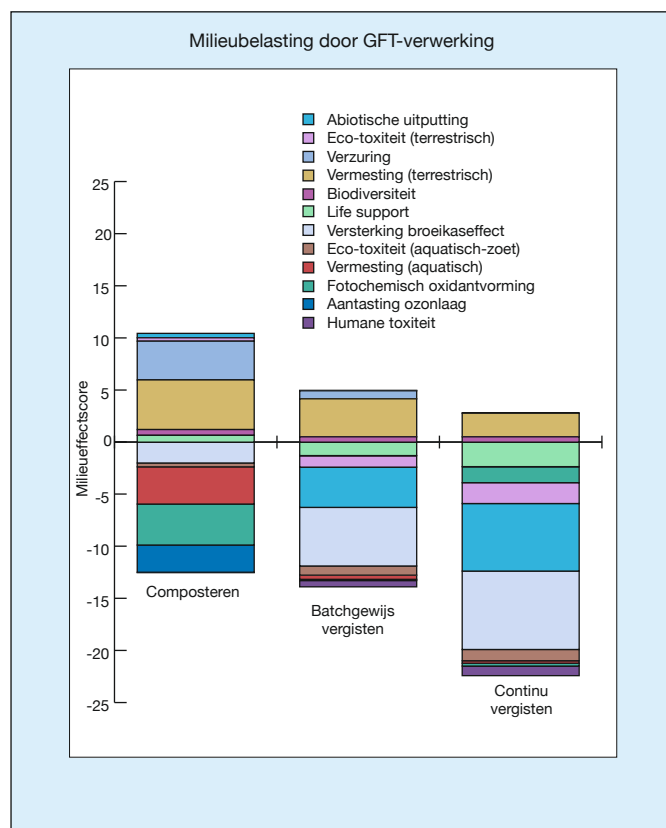 Milieubelasting door GFT-verwerking
Abiotische uitputting
Eco-toxiteit (terrestrisch)
Verzuring
Vermesting (terrestrisch)
Biodiversiteit
Life support
Versterking broeikaseffect
Eco-toxiteit (aquatisch-zoet)
Vermesting (aquatisch)
Fotochemisch oxidantvorming
Aantasting ozonlaag
Humane toxiteit
Milieueffectscore
25
20
15
10
5
0
-5
-10
-15
-20
-25
Composteren
Batchgewijs
vergisten
Continu
vergisten